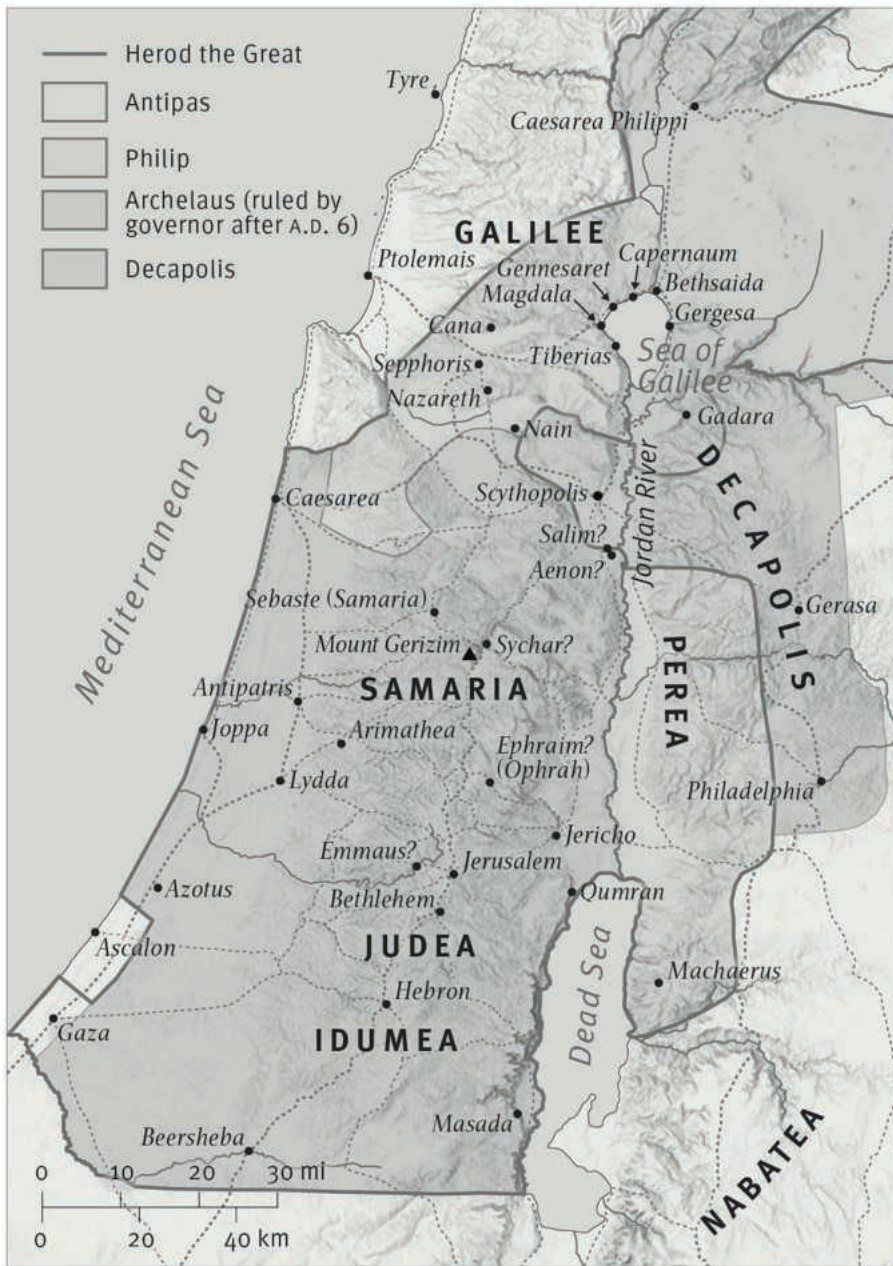 Herod the Great
Antipas
Philip
Archelaus (ruled by
governor after A.D. 6)
Decapolis
Tyre
Caesarea Philippi
GALILEE
Ptolemais
Capernaum
Gennesaret
Bethsaida
Magdala
Gergesa
Cana
Tiberias
Sea of
Galilee
Sepphoris
Nazareth
Gadara
Nain
Mediterranean Sea
Caesarea
Scythopolis
Jordan River
DECAPOLIS
Salim?
Aenon?
Sebaste (Samaria)
Gerasa
Mount Gerizim
Sychar?
PEREA
SAMARIA
Antipatris
Joppa
Arimathea
Ephraim?
(Ophrah)
Lydda
Philadelphia
Jericho
Emmaus?
Jerusalem
Azotus
Bethlehem
Qumran
Ascalon
JUDEA
Machaerus
Hebron
Dead Sea
Gaza
IDUMEA
Masada
Beersheba
NABATEA
0 10 20 30 mi
0 20 40 km